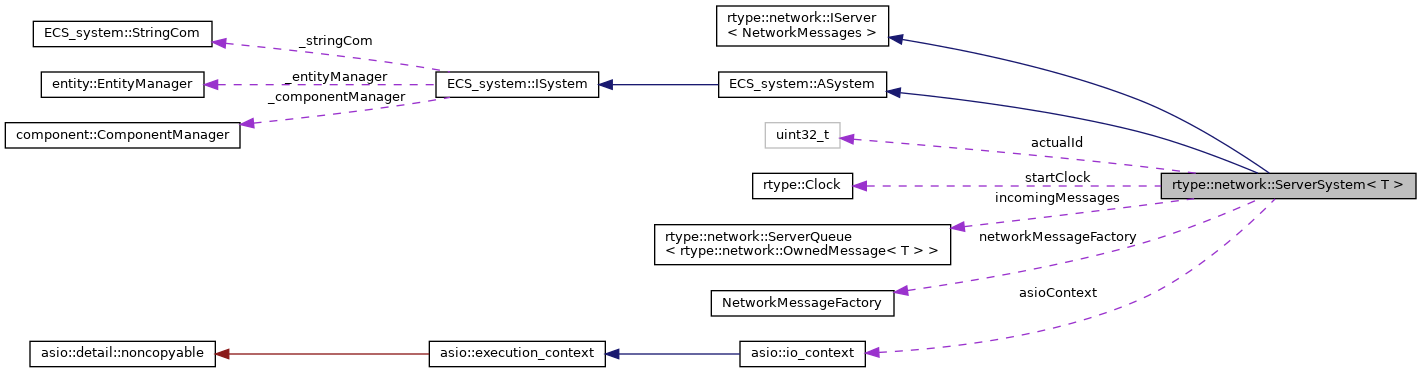 rtype::network::IServer
< NetworkMessages >
ECS_system::StringCom
_stringCom
entity::EntityManager
_entityManager
ECS_system::ISystem
ECS_system::ASystem
_componentManager
component::ComponentManager
uint32_t
actualId
rtype::Clock
startClock
rtype::network::ServerSystem< T >
incomingMessages
rtype::network::ServerQueue
< rtype::network::OwnedMessage< T > >
networkMessageFactory
NetworkMessageFactory
asioContext
asio::detail::noncopyable
asio::execution_context
asio::io_context